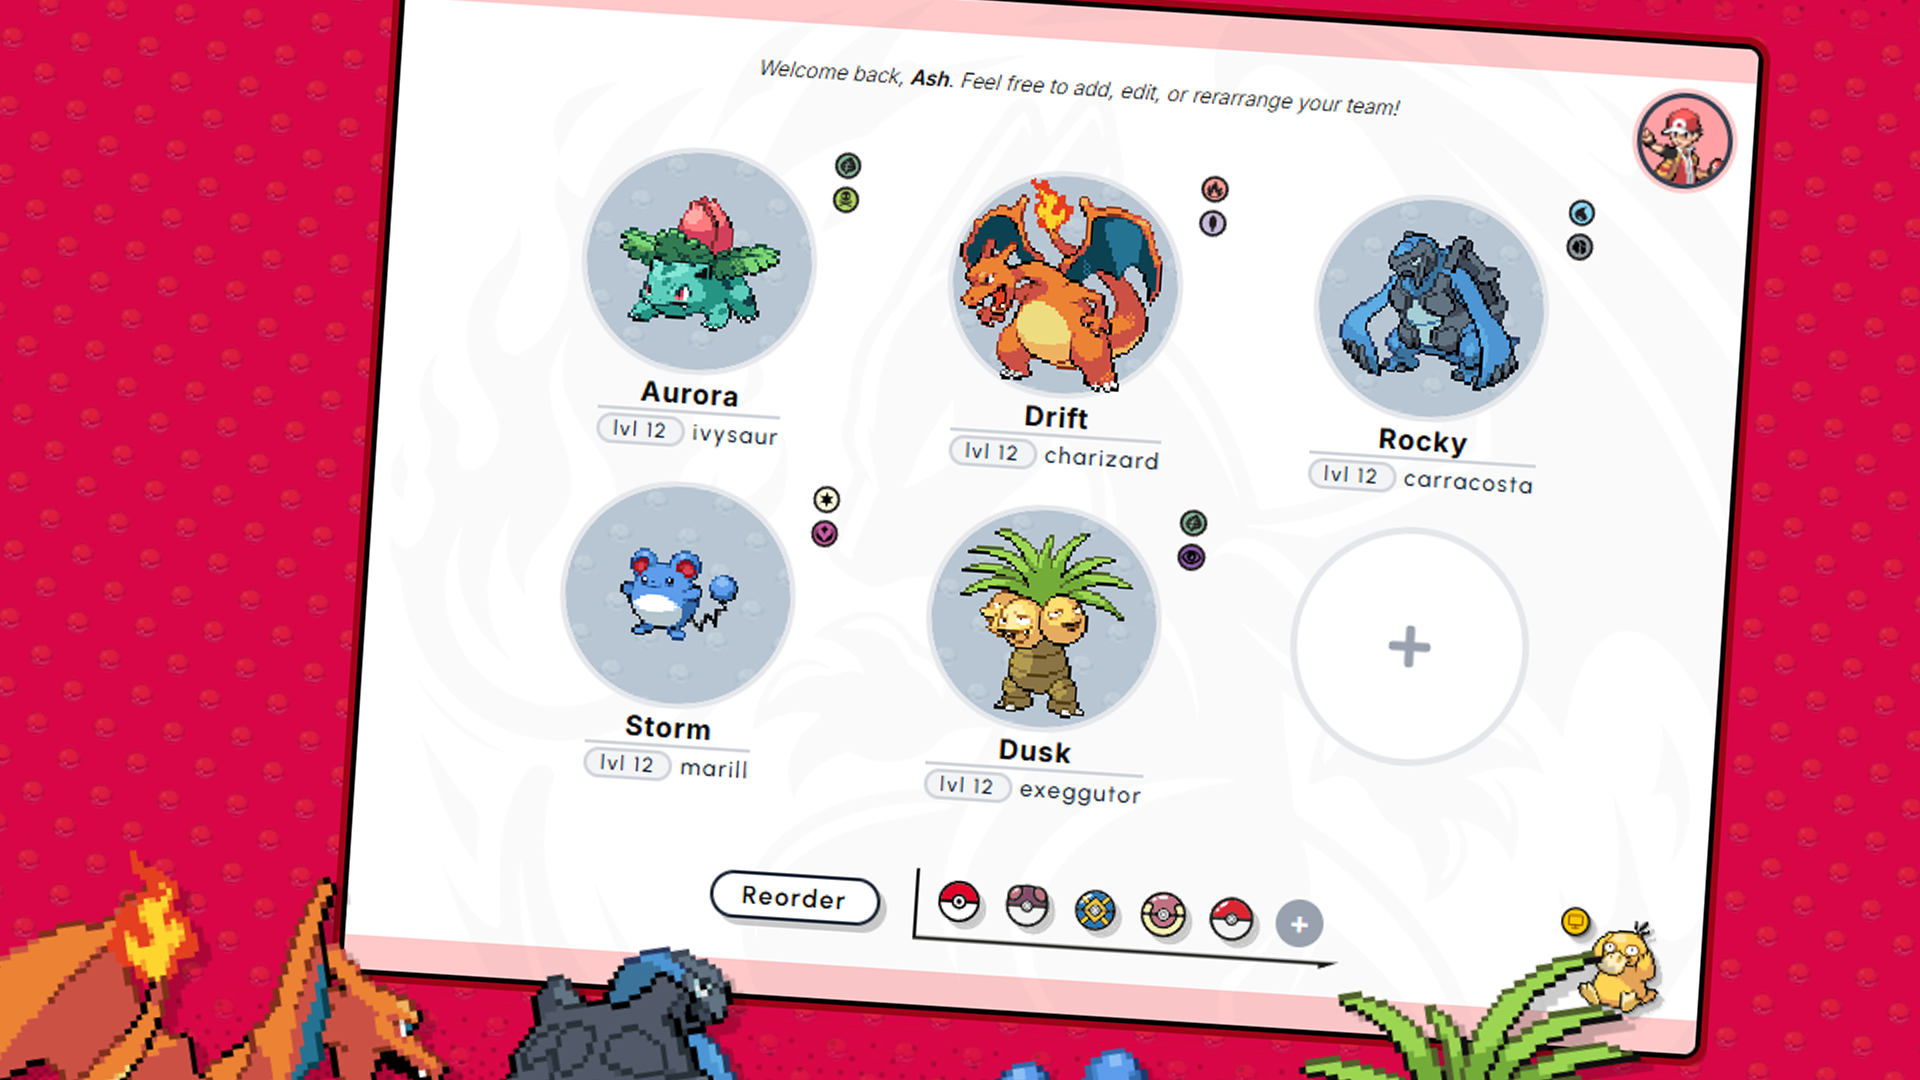 Welcome back, Ash. Feel free to add, edit, or rerarrange your team!
Aurora
lvl 12 ivysaur
Drift
lvl 12 charizard
Rocky
lvl 12 carracosta
Storm
lvl 12 marill
Dusk
lvl 12 exeggutor
+
Reorder
+